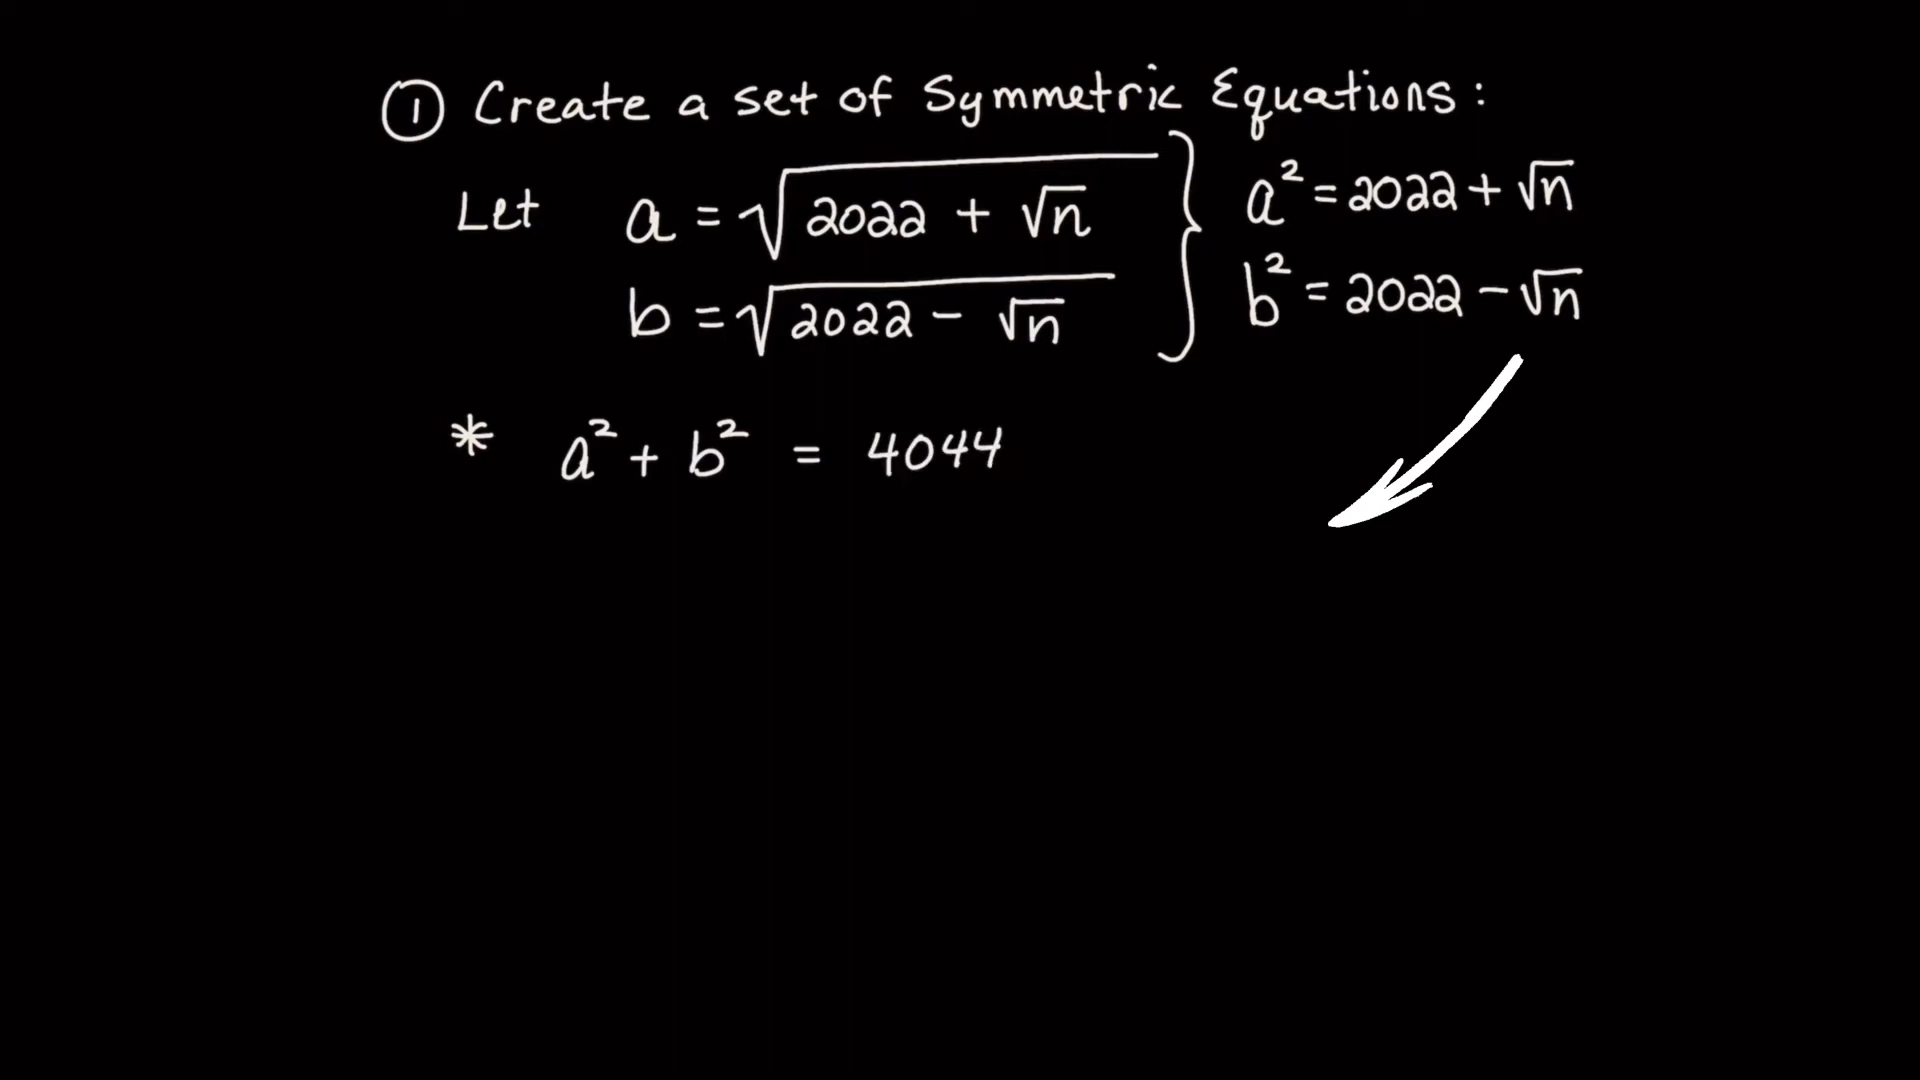 ① Create a set of Symmetric Equations:
Let a = √(2022 + √n) } a² = 2022 + √n
b = √(2022 - √n) b² = 2022 - √n
* a² + b² = 4044